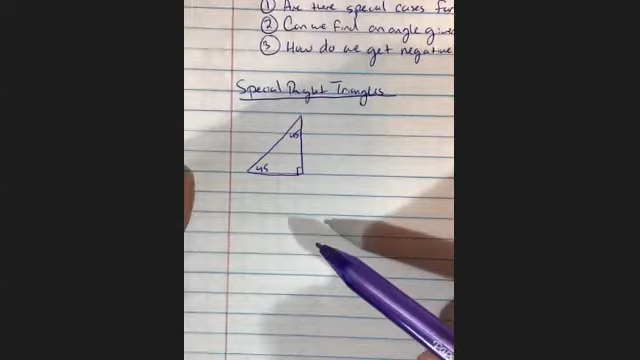 ① Are there special cases for
② Can we find an angle given
③ How do we get negative
Special Right Triangles
45
45